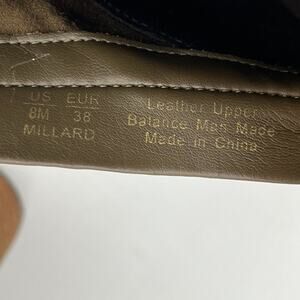 US EUR
8M 38
MILLARD
Leather Upper
Balance Man Made
Made in China